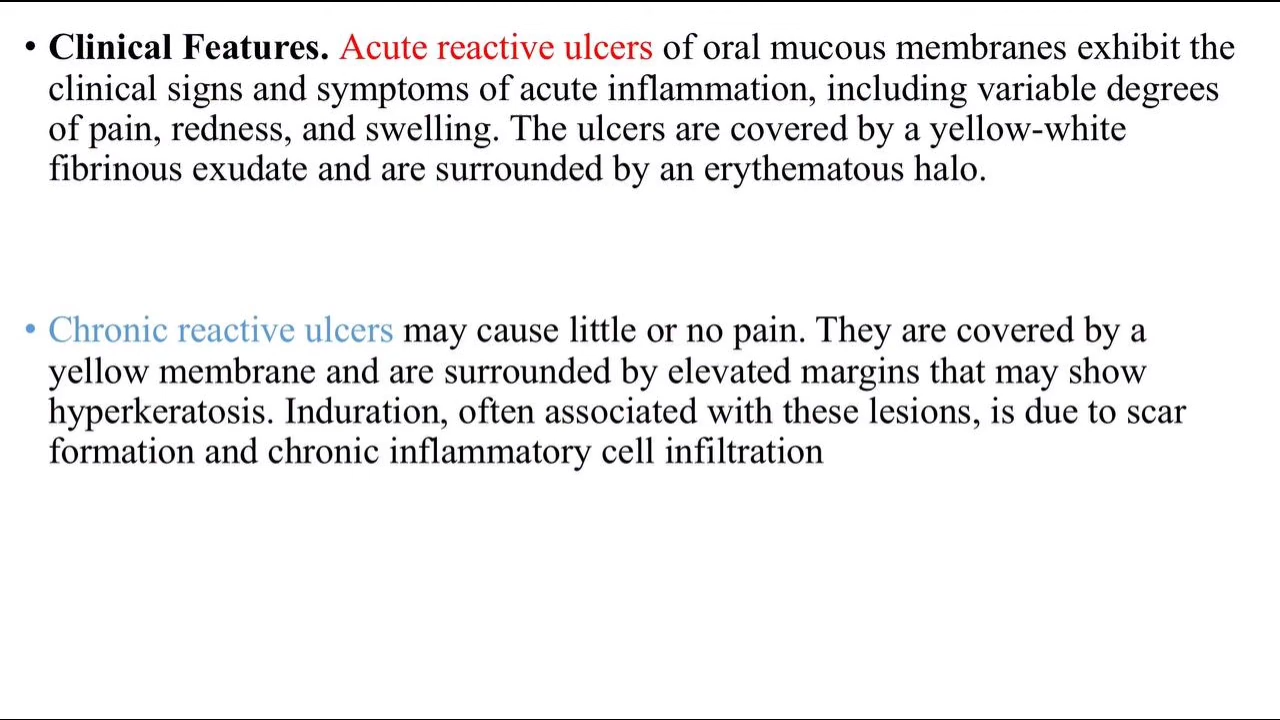 • Clinical Features. Acute reactive ulcers of oral mucous membranes exhibit the
clinical signs and symptoms of acute inflammation, including variable degrees
of pain, redness, and swelling. The ulcers are covered by a yellow-white
fibrinous exudate and are surrounded by an erythematous halo.
• Chronic reactive ulcers may cause little or no pain. They are covered by a
yellow membrane and are surrounded by elevated margins that may show
hyperkeratosis. Induration, often associated with these lesions, is due to scar
formation and chronic inflammatory cell infiltration